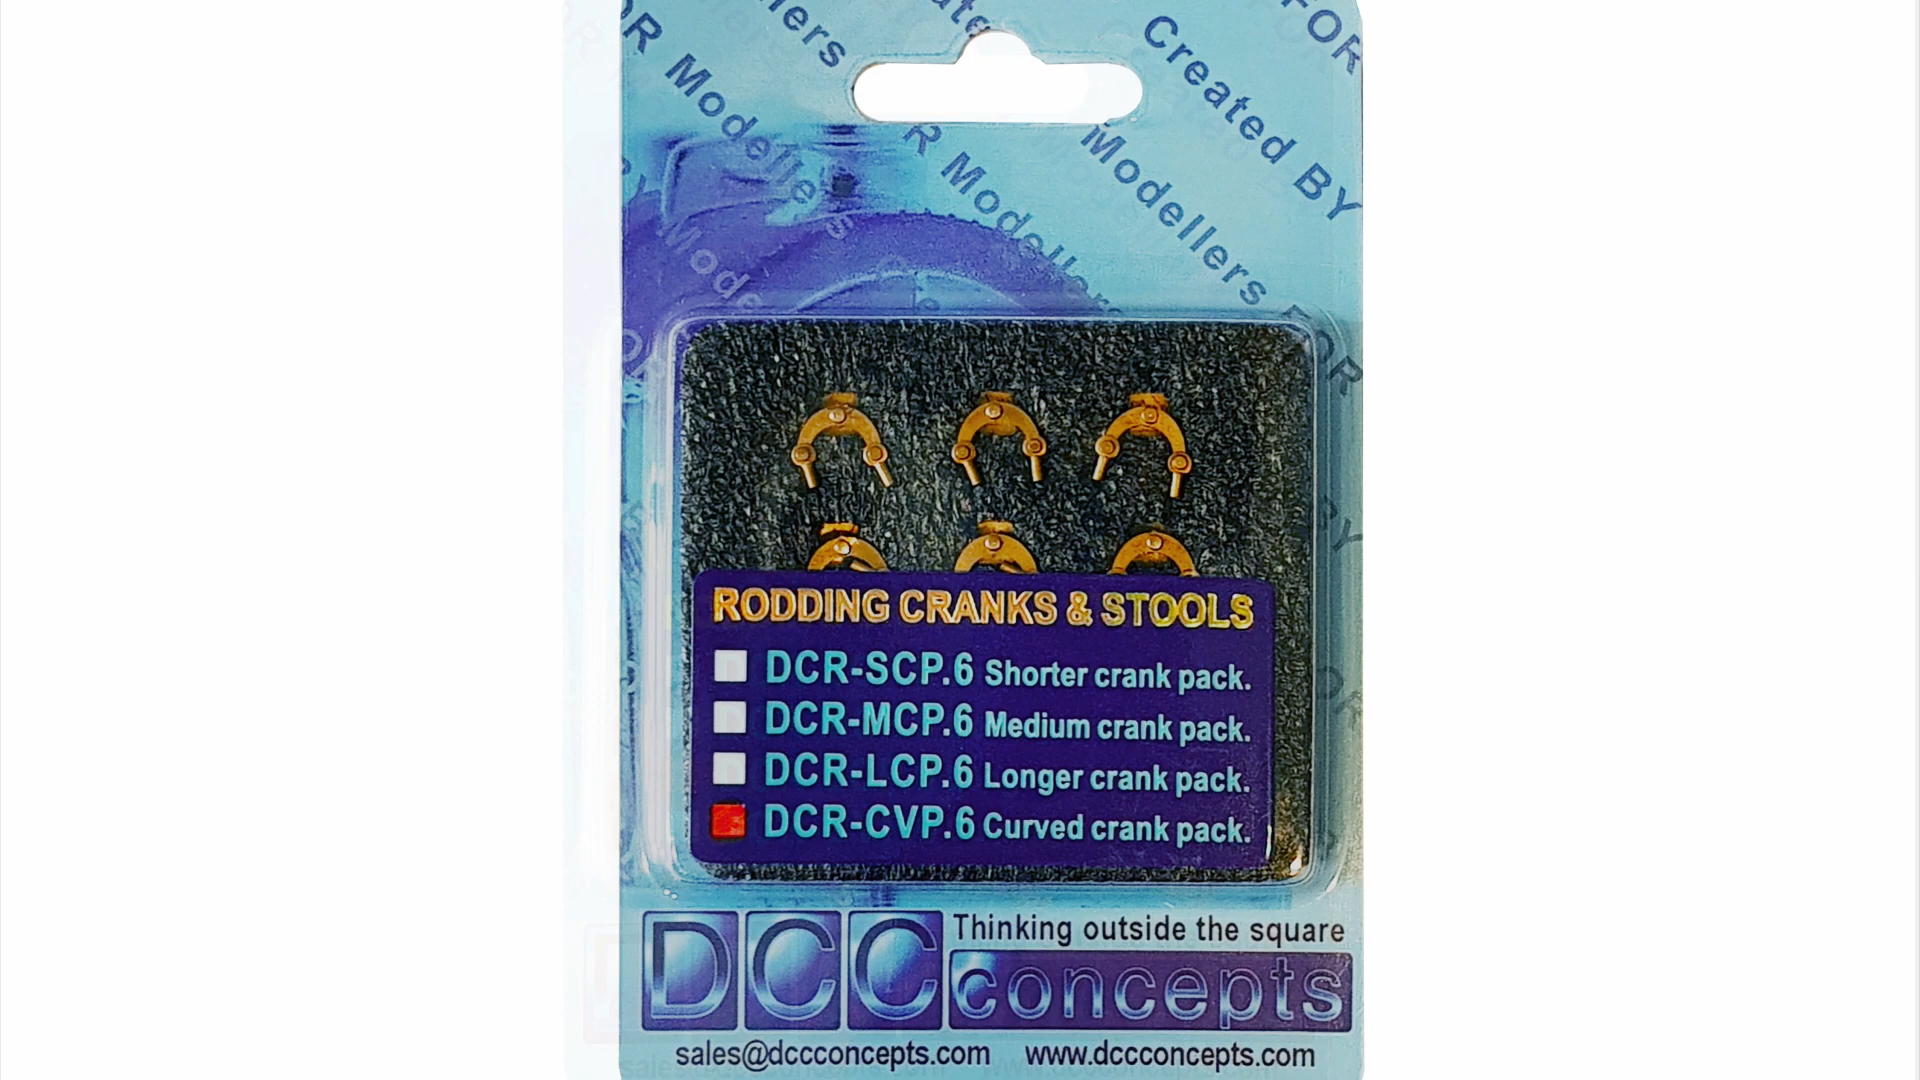 FOR
Modellers
Created BY
R Modellers
Modellers
FOR
RODDING CRANKS & STOOLS
DCR-SCP.6 Shorter crank pack.
DCR-MCP.6 Medium crank pack.
DCR-LCP.6 Longer crank pack.
DCR-CVP.6 Curved crank pack.
DCC concepts
Thinking outside the square
sales@dccconcepts.com www.dccconcepts.com